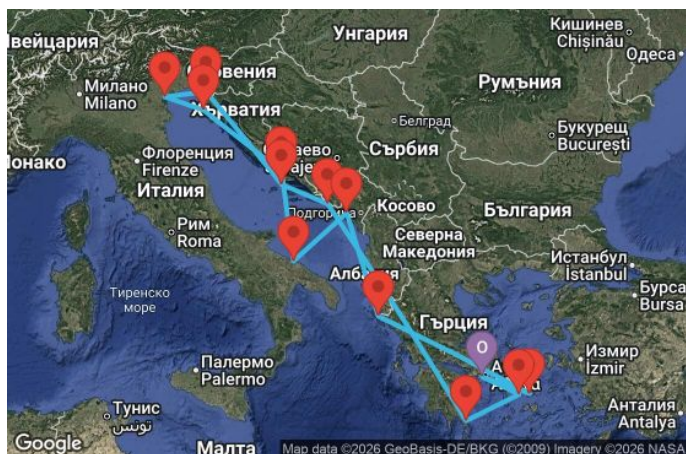 Кишинев
Chișinău
Унгария
Одеса
Швейцария
Словения
Милано
Milano
Румъния
Хърватия
Белград
Букурещ
București
Монако
Флоренция
Firenze
Сърбия
Италия
Подгорица
Косово
България
Рим
Roma
Северна
Македония
Истанбул
İstanbul
Албания
Бурса
Bursa
Тиренско
море
Гърция
О
Палермо
Palermo
Измир
İzmir
Тунис
تونس
Анталия
Antalya
Малта
Google
Map data ©2026 GeoBasis-DE/BKG (©2009) Imagery ©2026 NASA